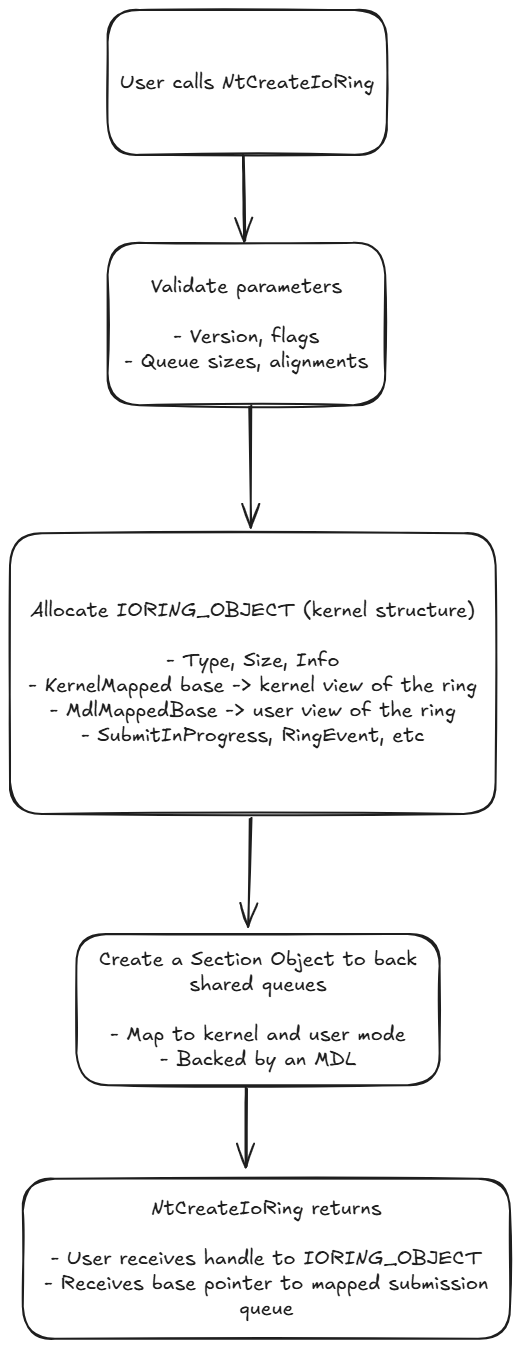 User calls NtCreateIoRing
Validate parameters
- Version, flags
- Queue sizes, alignments
Allocate IORING_OBJECT (kernel structure)
- Type, Size, Info
- KernelMapped base -> kernel view of the ring
- MdlMappedBase -> user view of the ring
- SubmitInProgress, RingEvent, etc
Create a Section Object to back
shared queues
- Map to kernel and user mode
- Backed by an MDL
NtCreateIoRing returns
- User receives handle to IORING_OBJECT
- Receives base pointer to mapped submission
queue